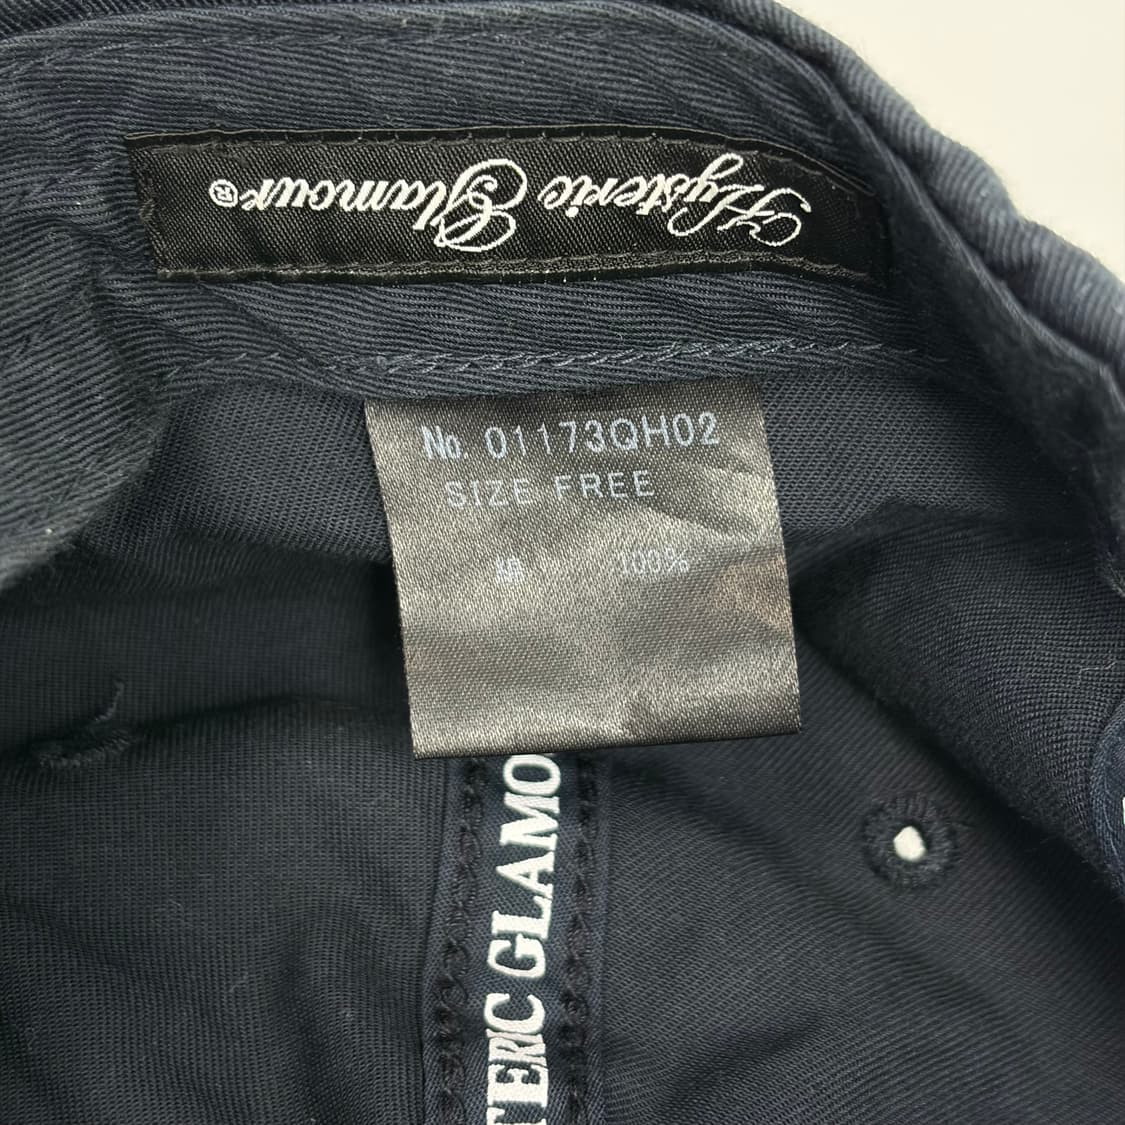 Hysteric Glamour®
No. 01173QH02
SIZE FREE
綿 100%
TERIC GLAMO